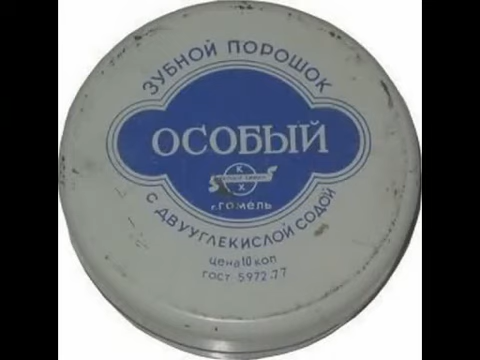 ЗУБНОЙ ПОРОШОК
ОСОБЫЙ
К
Х
г.ГОМЕЛЬ
С ДВУУГЛЕКИСЛОЙ СОДОЙ
цена 10 коп
ГОСТ 5972.77